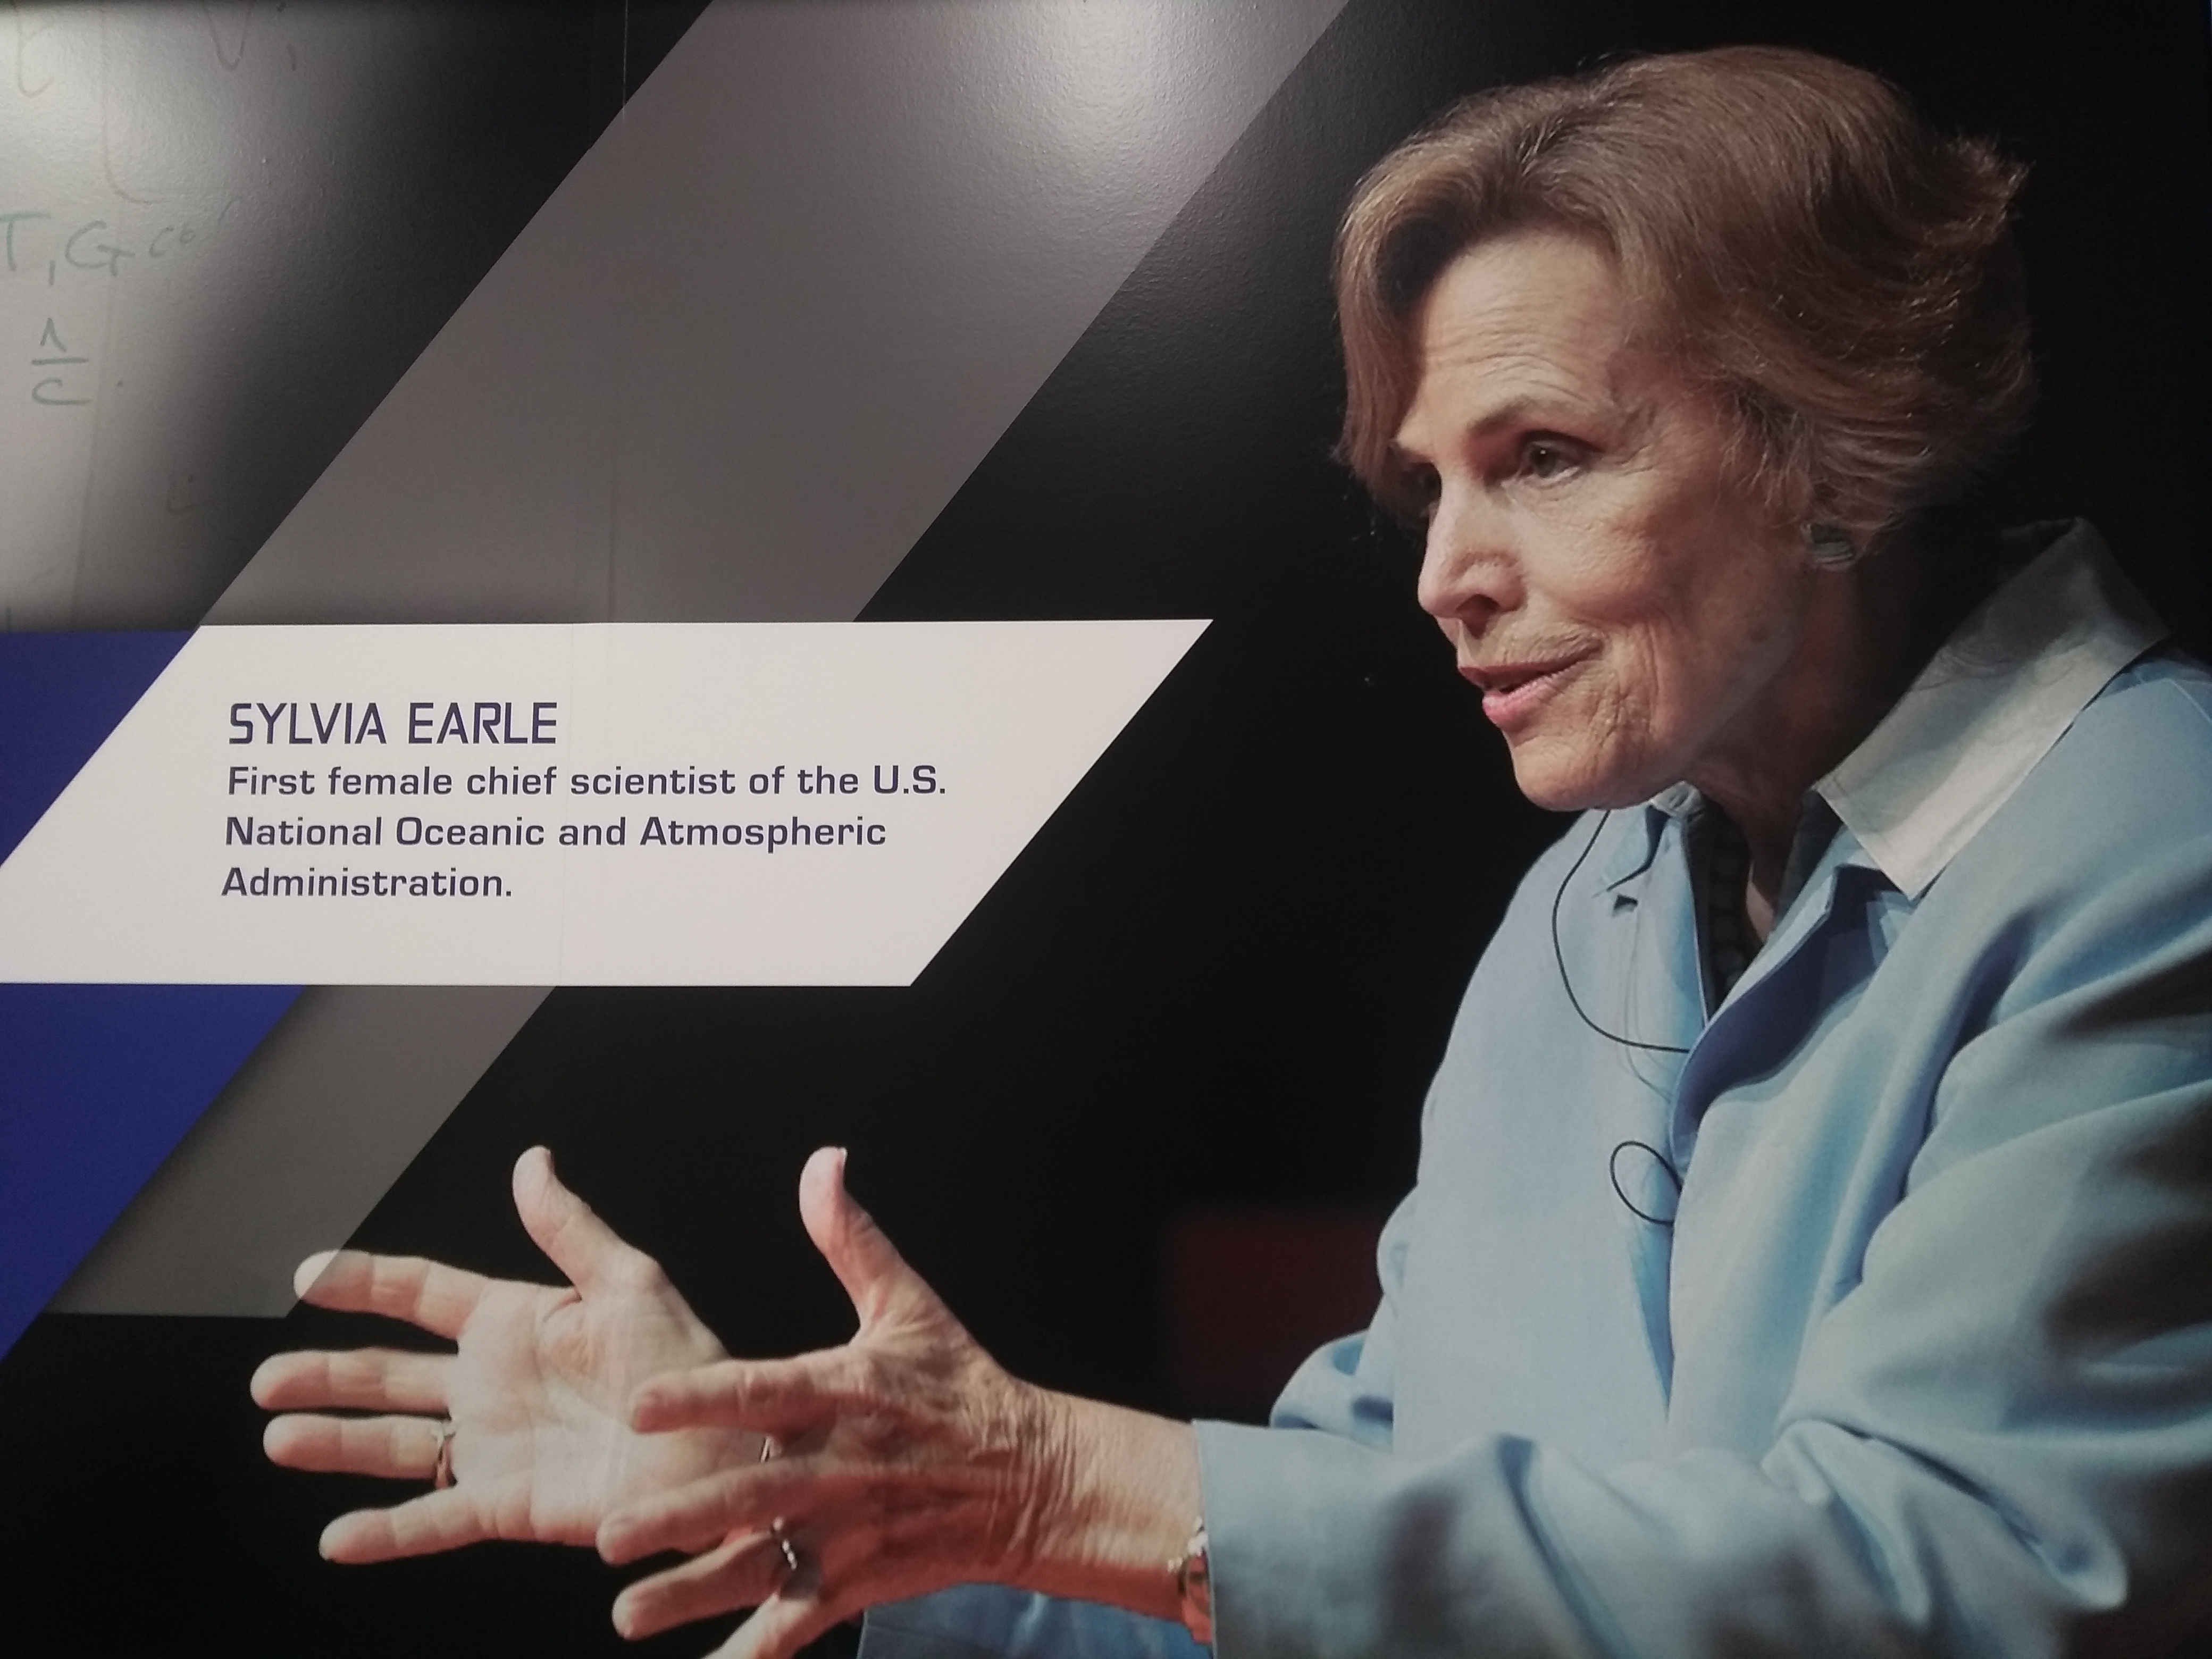 T, G
SYLVIA EARLE
First female chief scientist of the U.S.
National Oceanic and Atmospheric
Administration.